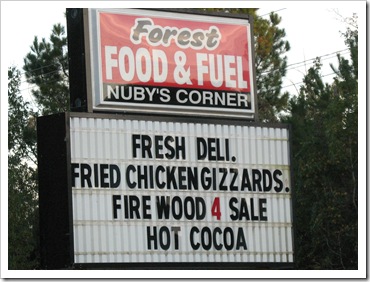 Forest
FOOD & FUEL
NUBY'S CORNER
FRESH DELI.
FRIED CHICKEN GIZZARDS.
FIRE WOOD 4 SALE
HOT COCOA